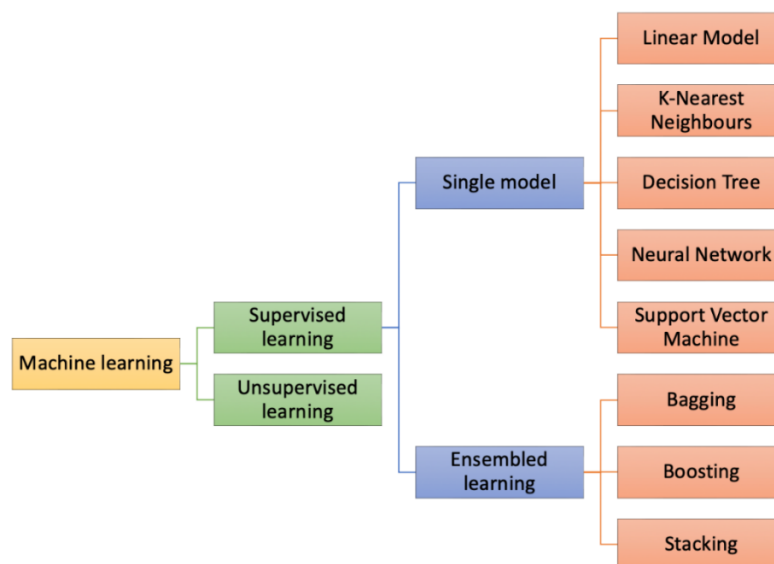 Machine learning
Supervised
learning
Unsupervised
learning
Single model
Ensembled
learning
Linear Model
K-Nearest
Neighbours
Decision Tree
Neural Network
Support Vector
Machine
Bagging
Boosting
Stacking